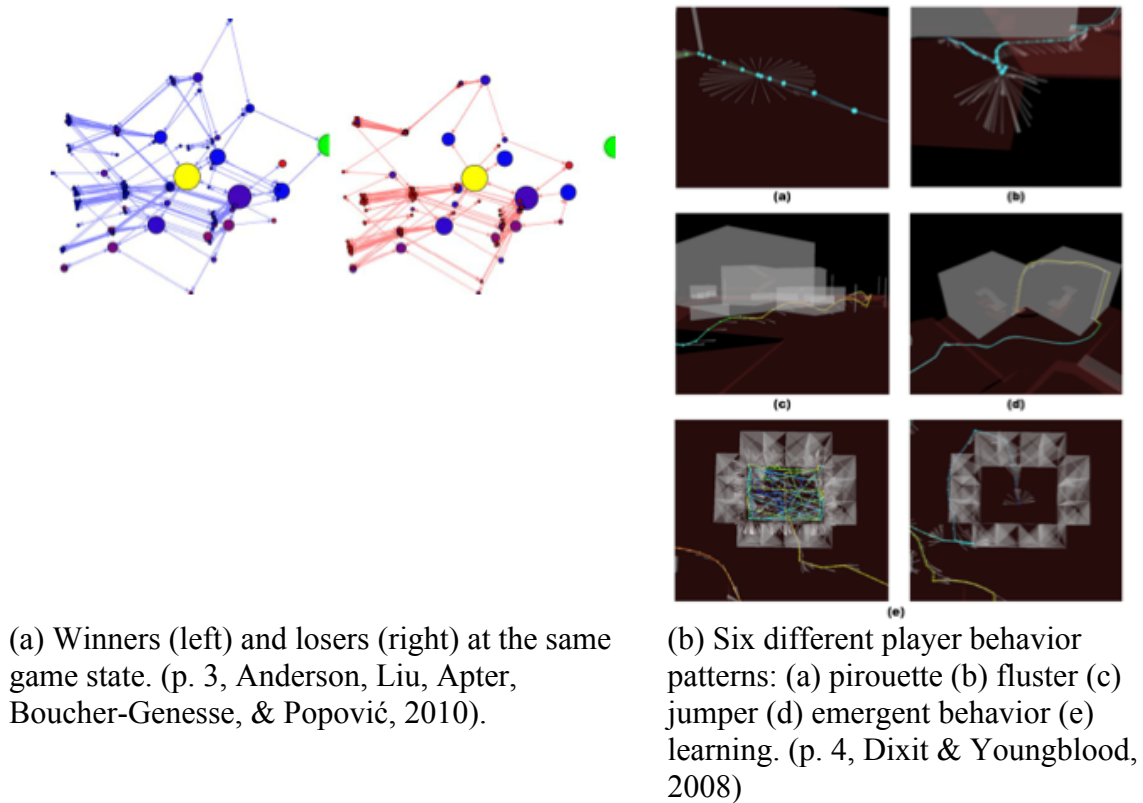 (a)
(b)
(c)
(d)
(e)
(a) Winners (left) and losers (right) at the same
game state. (p. 3, Anderson, Liu, Apter,
Boucher-Genesse, & Popović, 2010).
(b) Six different player behavior
patterns: (a) pirouette (b) fluster (c)
jumper (d) emergent behavior (e)
learning. (p. 4, Dixit & Youngblood,
2008)